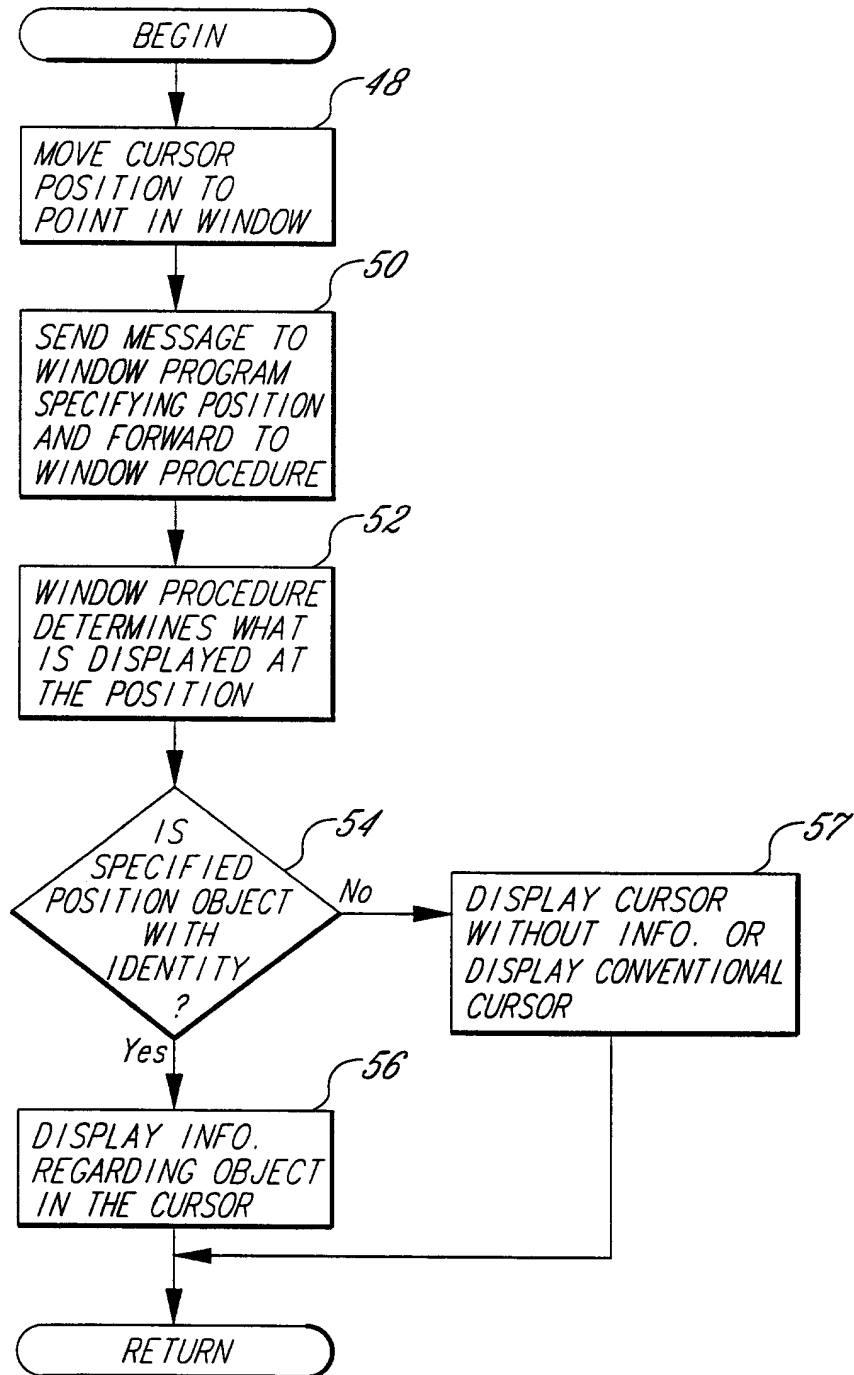 BEGIN
48
MOVE CURSOR
POSITION TO
POINT IN WINDOW
50
SEND MESSAGE TO
WINDOW PROGRAM
SPECIFYING POSITION
AND FORWARD TO
WINDOW PROCEDURE
52
WINDOW PROCEDURE
DETERMINES WHAT
IS DISPLAYED AT
THE POSITION
54
IS
SPECIFIED
POSITION OBJECT
WITH
IDENTITY
?
No
57
DISPLAY CURSOR
WITHOUT INFO. OR
DISPLAY CONVENTIONAL
CURSOR
Yes
56
DISPLAY INFO.
REGARDING OBJECT
IN THE CURSOR
RETURN